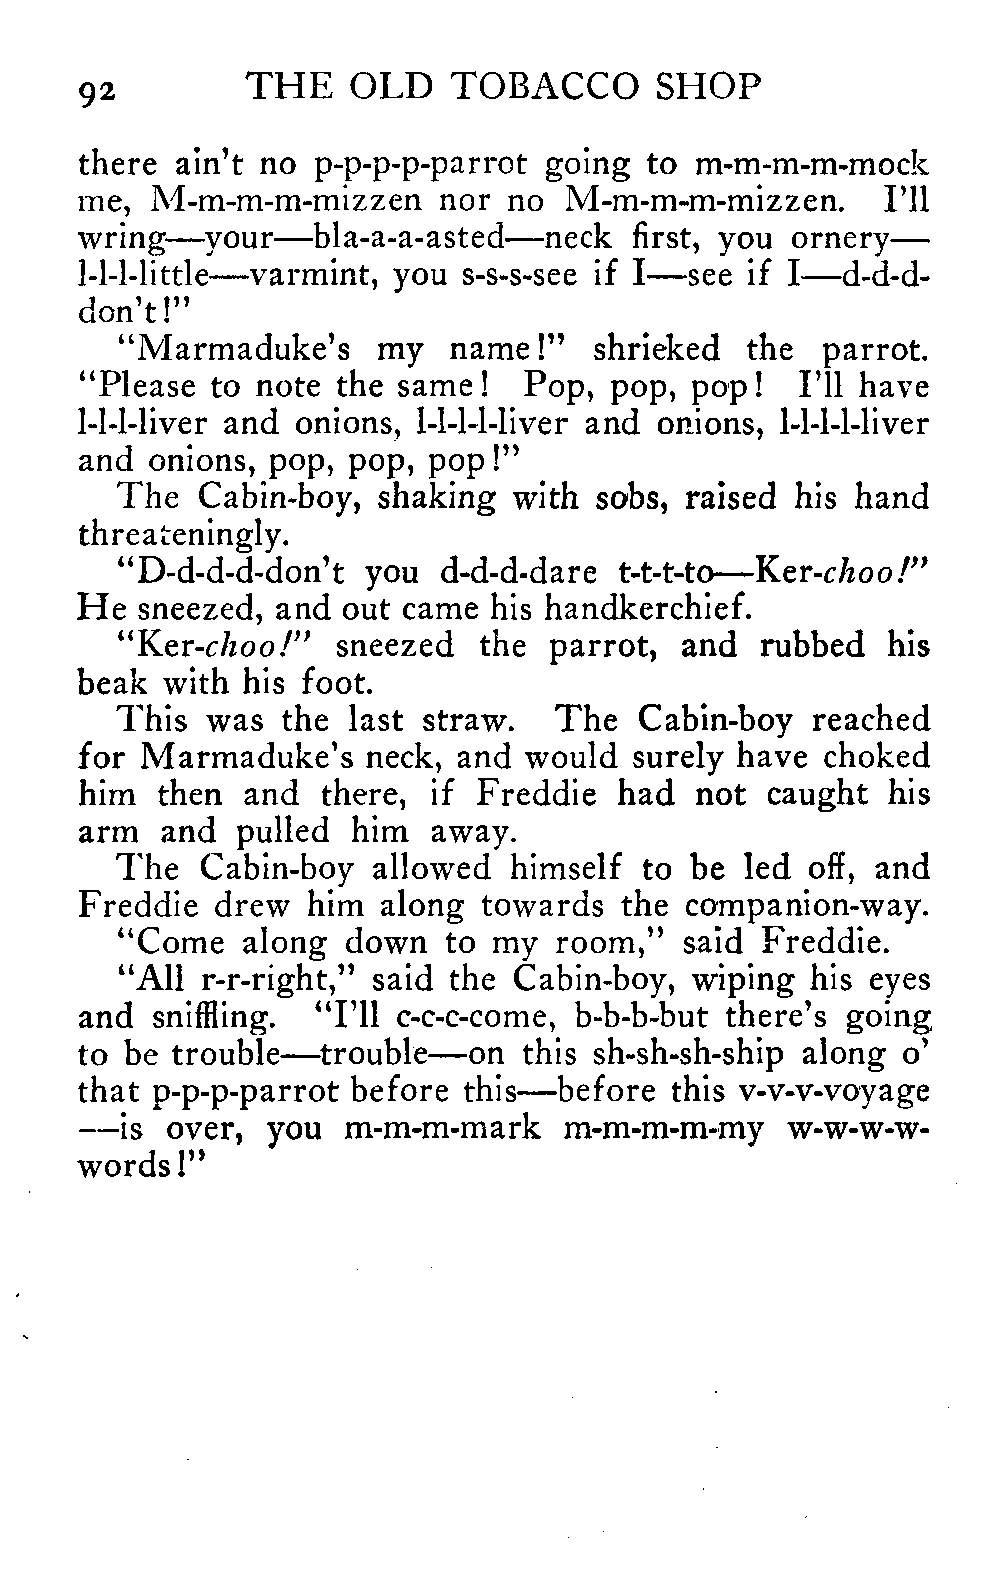 92 THE OLD TOBACCO SHOP
there ain't no p-p-p-p-parrot going to m-m-m-m-mock
me, M-m-m-m-mizzen nor no M-m-m-m-mizzen. I'll
wring—your—bla-a-a-asted—neck first, you ornery—
l-l-l-little—varmint, you s-s-s-see if I—see if I—d-d-d-
don't!"
"Marmaduke's my name!" shrieked the parrot.
"Please to note the same! Pop, pop, pop! I'll have
l-l-l-liver and onions, l-l-l-l-liver and onions, l-l-l-l-liver
and onions, pop, pop, pop!"
The Cabin-boy, shaking with sobs, raised his hand
threateningly.
"D-d-d-d-don't you d-d-d-dare t-t-t-to—Ker-choo!"
He sneezed, and out came his handkerchief.
"Ker-choo!" sneezed the parrot, and rubbed his
beak with his foot.
This was the last straw. The Cabin-boy reached
for Marmaduke's neck, and would surely have choked
him then and there, if Freddie had not caught his
arm and pulled him away.
The Cabin-boy allowed himself to be led off, and
Freddie drew him along towards the companion-way.
"Come along down to my room," said Freddie.
"All r-r-right," said the Cabin-boy, wiping his eyes
and sniffling. "I'll c-c-c-come, b-b-b-but there's going
to be trouble—trouble—on this sh-sh-sh-ship along o'
that p-p-p-parrot before this—before this v-v-v-voyage
—is over, you m-m-m-mark m-m-m-m-my w-w-w-w-
words!"